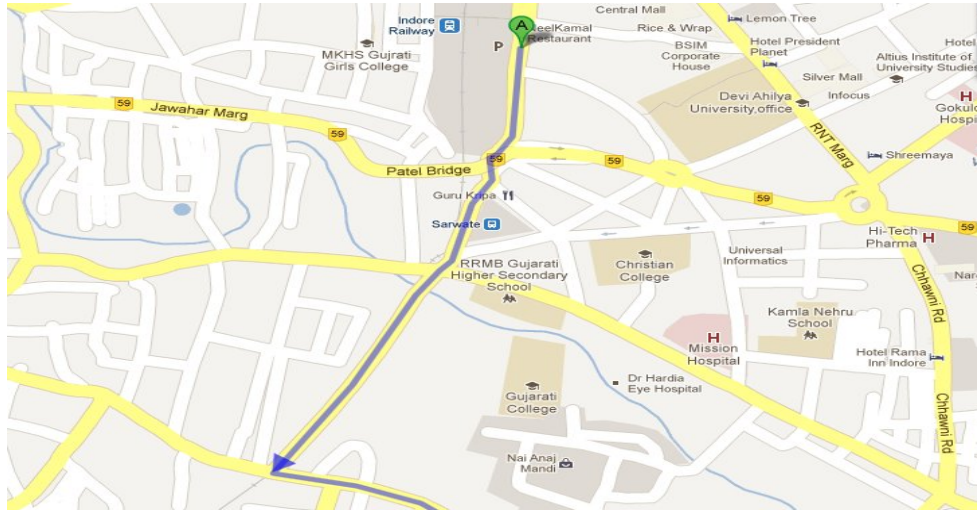 Central Mall
Lemon Tree
Indore
Railway
A
NeelKamal
Restaurant
Rice & Wrap
P
BSIM
Corporate
House
Hotel President
Planet
Altius Institute of
University Studies
Hotel
MKHS Gujrati
Girls College
Silver Mall
Infocus
Devi Ahilya
University,office
H
Gokul
Hospi
59
Jawahar Marg
59
RNT Marg
Shreemaya
Patel Bridge
59
59
59
59
Guru Kripa
Sarwate
Hi-Tech
Pharma
H
RRMB Gujarati
Higher Secondary
School
Christian
College
Universal
Informatics
Nar
Chhawni Rd
Kamla Nehru
School
H
Mission
Hospital
Hotel Rama
Inn Indore
Dr Hardia
Eye Hospital
Gujarati
College
Chhawni Rd
Nai Anaj
Mandi